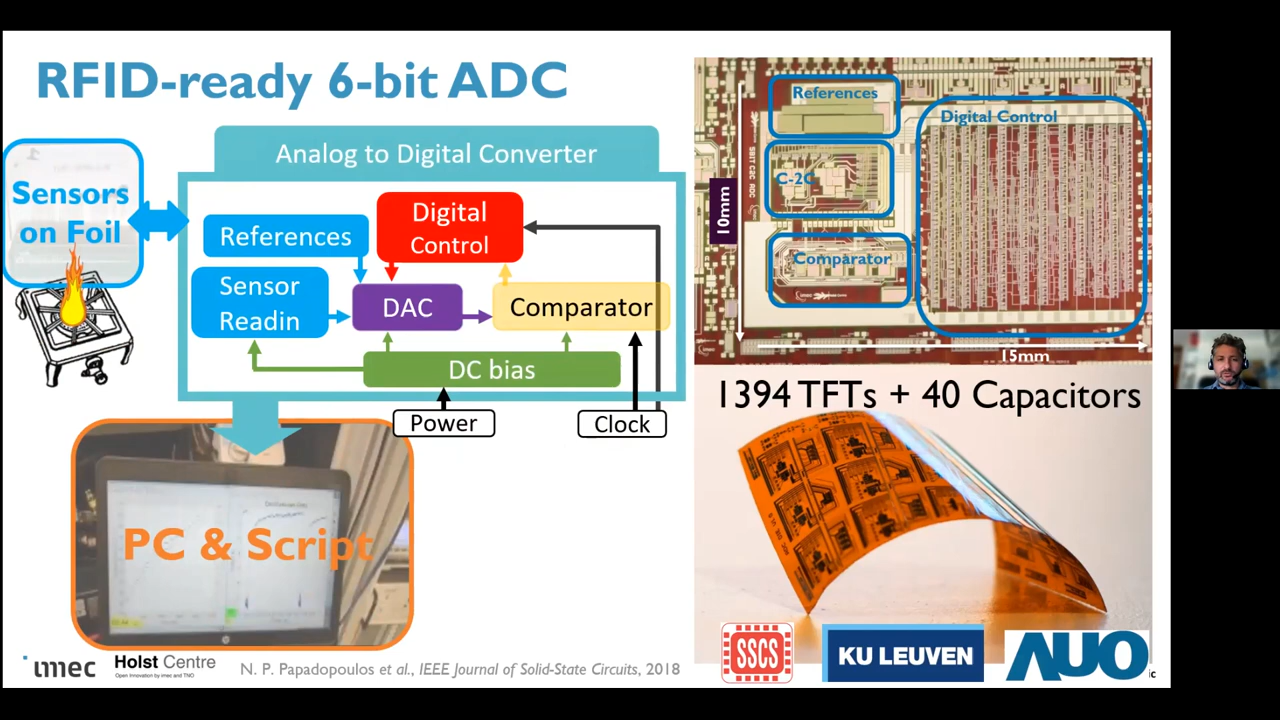 RFID-ready 6-bit ADC
Sensors
on Foil
Analog to Digital Converter
References
Digital
Control
Sensor
Readin
DAC
Comparator
DC bias
Power
Clock
PC & Script
References
Digital Control
C-2C
Comparator
10mm
15mm
1394 TFTs + 40 Capacitors
imec
Holst Centre
Open Innovation by imec and TNO
N. P. Papadopoulos et al., IEEE Journal of Solid-State Circuits, 2018
SSCS
KU LEUVEN
AUO